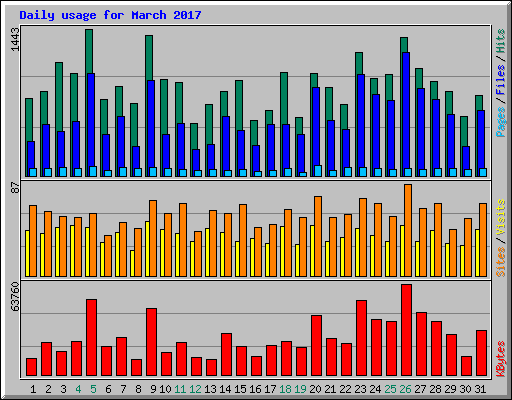 Daily usage for March 2017
1443
Pages/Files/Hits
87
Sites/Visits
63760
KBytes
1 2 3 4 5 6 7 8 9 10 11 12 13 14 15 16 17 18 19 20 21 22 23 24 25 26 27 28 29 30 31